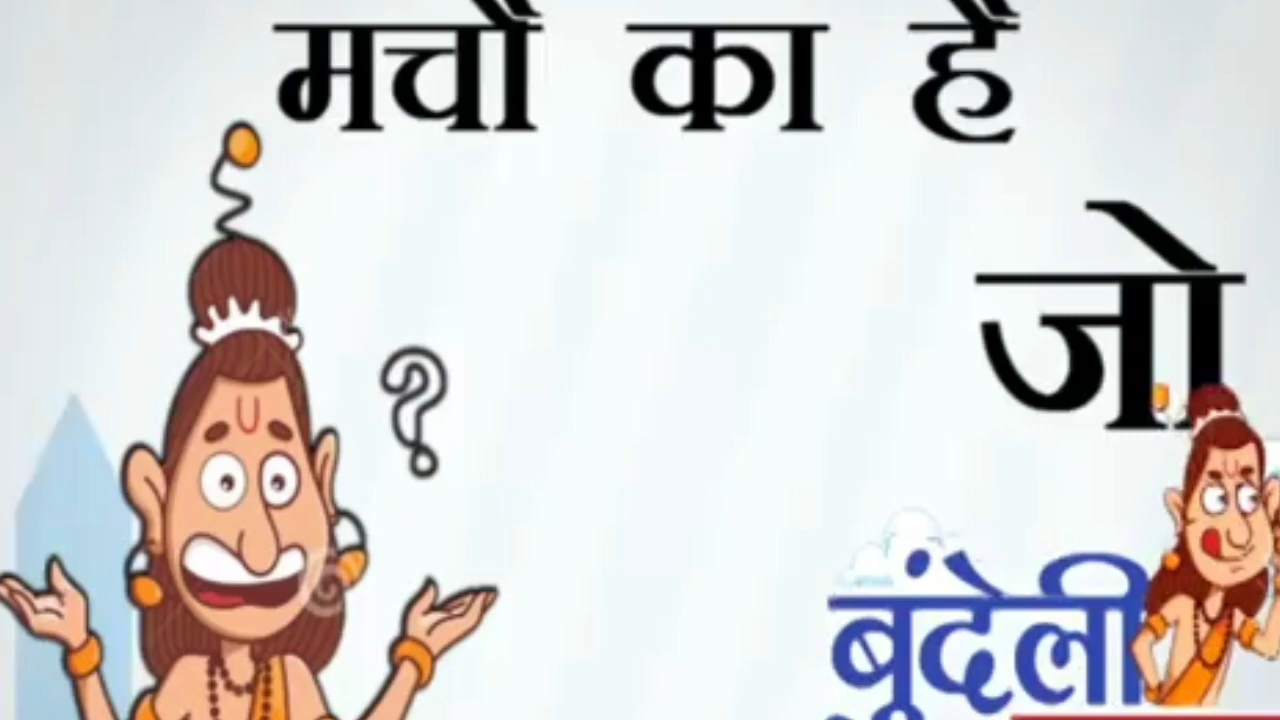 मचौ का है
जो
बुंदेली